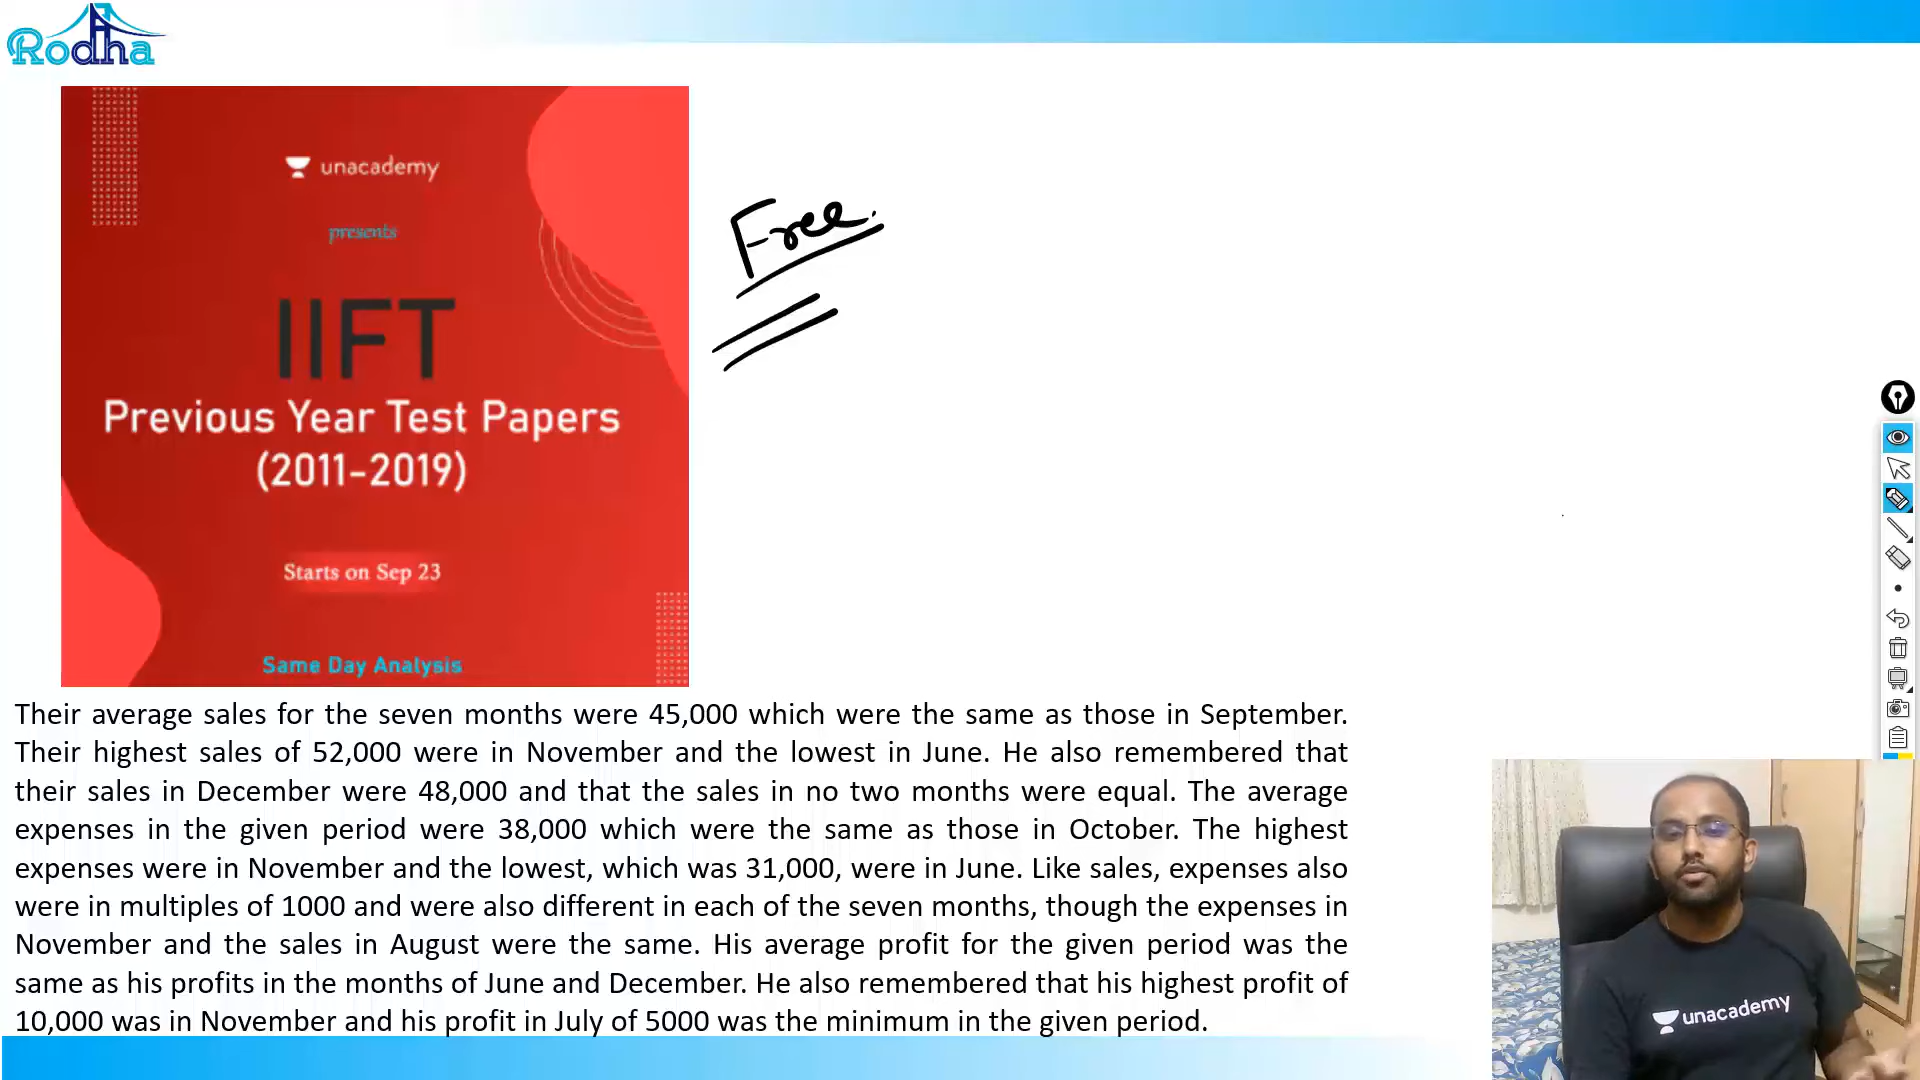 Rodha
unacademy
presents
IIFT
Previous Year Test Papers
(2011-2019)
Starts on Sep 23
Same Day Analysis
Free.
Their average sales for the seven months were 45,000 which were the same as those in September.
Their highest sales of 52,000 were in November and the lowest in June. He also remembered that
their sales in December were 48,000 and that the sales in no two months were equal. The average
expenses in the given period were 38,000 which were the same as those in October. The highest
expenses were in November and the lowest, which was 31,000, were in June. Like sales, expenses also
were in multiples of 1000 and were also different in each of the seven months, though the expenses in
November and the sales in August were the same. His average profit for the given period was the
same as his profits in the months of June and December. He also remembered that his highest profit of
10,000 was in November and his profit in July of 5000 was the minimum in the given period.
unacademy